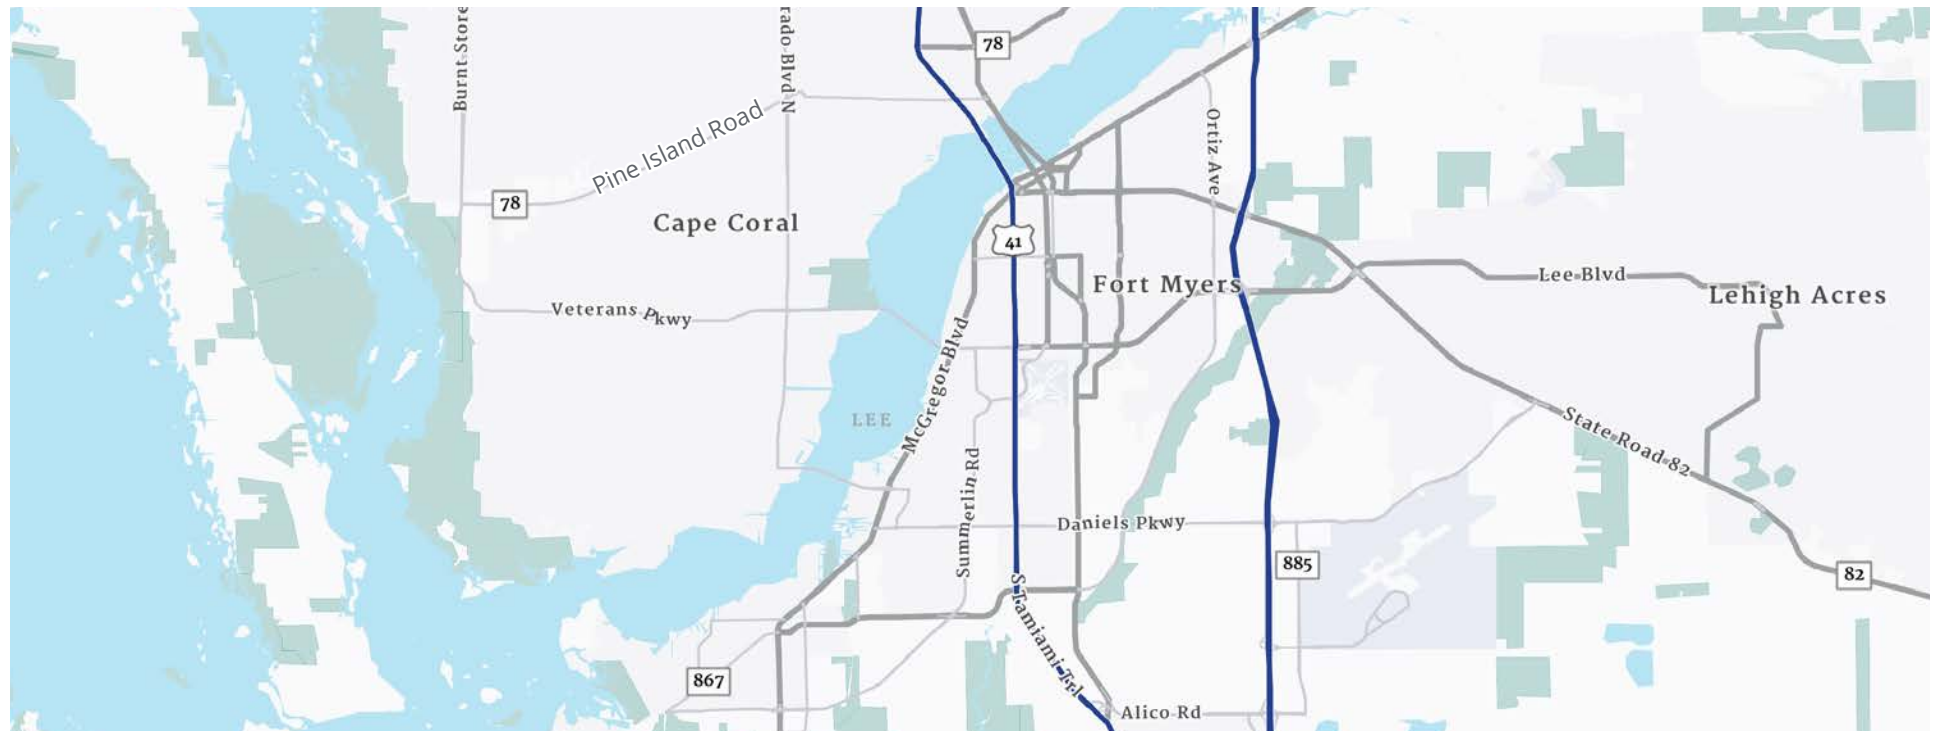 Burnt Store
rado Blvd N
78
Pine Island Road
Ortiz Ave
78
Cape Coral
41
Fort Myers
Lee Blvd
Lehigh Acres
Veterans Pkwy
McGregor Blvd
LEE
State Road 82
Summerlin Rd
Daniels Pkwy
885
82
S Tamiami Trl
867
Alico Rd